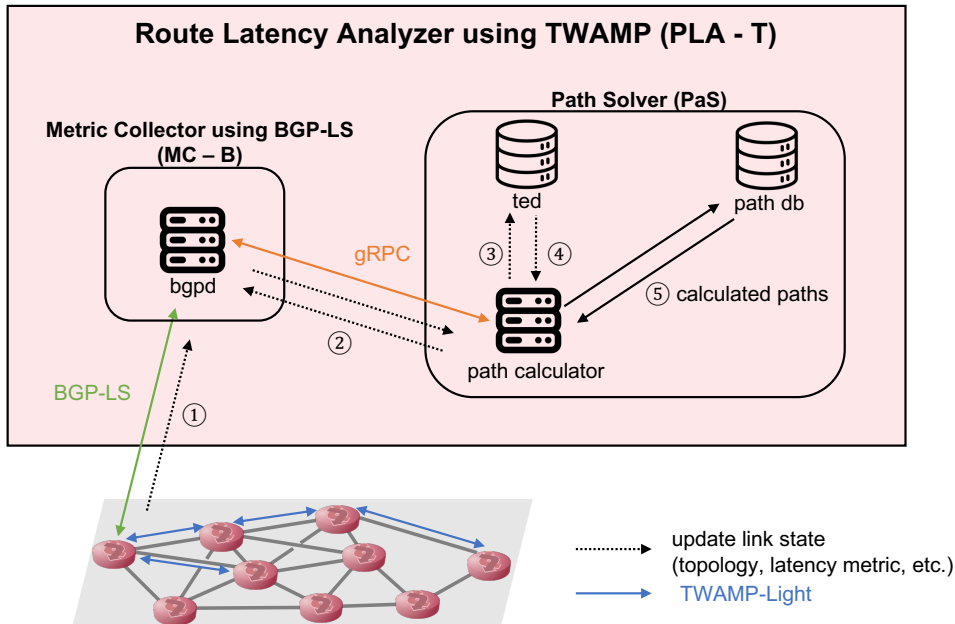 Route Latency Analyzer using TWAMP (PLA - T)
Path Solver (PaS)
Metric Collector using BGP-LS
(MC – B)
ted
path db
bgpd
gRPC
③
④
⑤ calculated paths
②
path calculator
BGP-LS
①
update link state
(topology, latency metric, etc.)
TWAMP-Light